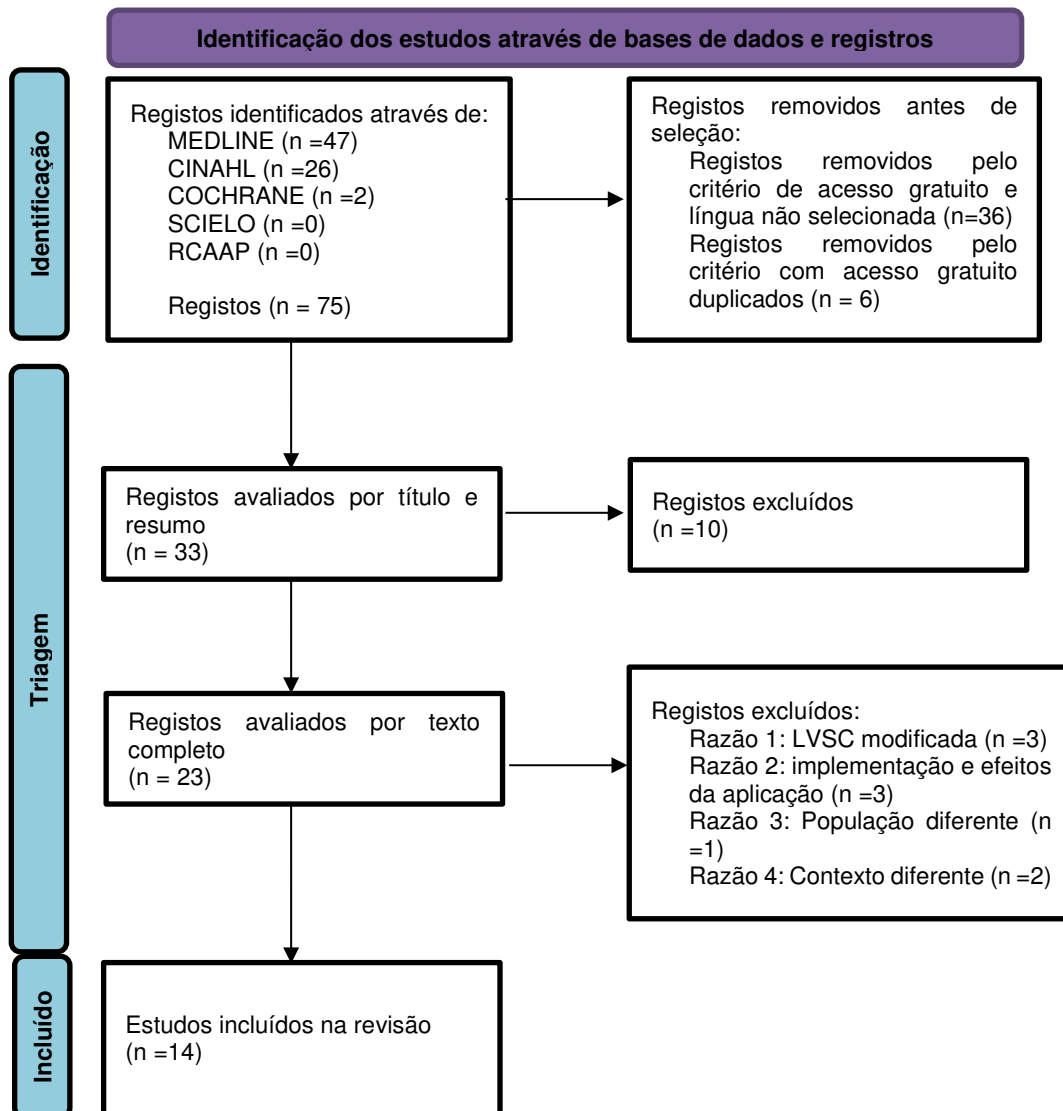 Identificação dos estudos através de bases de dados e registros
Identificação
Registos identificados através de:
MEDLINE (n =47)
CINAHL (n =26)
COCHRANE (n =2)
SCIELO (n =0)
RCAAP (n =0)
Registos (n = 75)
Registos removidos antes de
seleção:
Registos removidos pelo
critério de acesso gratuito e
língua não selecionada (n=36)
Registos removidos pelo
critério com acesso gratuito
duplicados (n = 6)
Triagem
Registos avaliados por título e
resumo
(n = 33)
Registos excluídos
(n =10)
Registos avaliados por texto
completo
(n = 23)
Registos excluídos:
Razão 1: LVSC modificada (n =3)
Razão 2: implementação e efeitos
da aplicação (n =3)
Razão 3: População diferente (n
=1)
Razão 4: Contexto diferente (n =2)
Incluído
Estudos incluídos na revisão
(n =14)